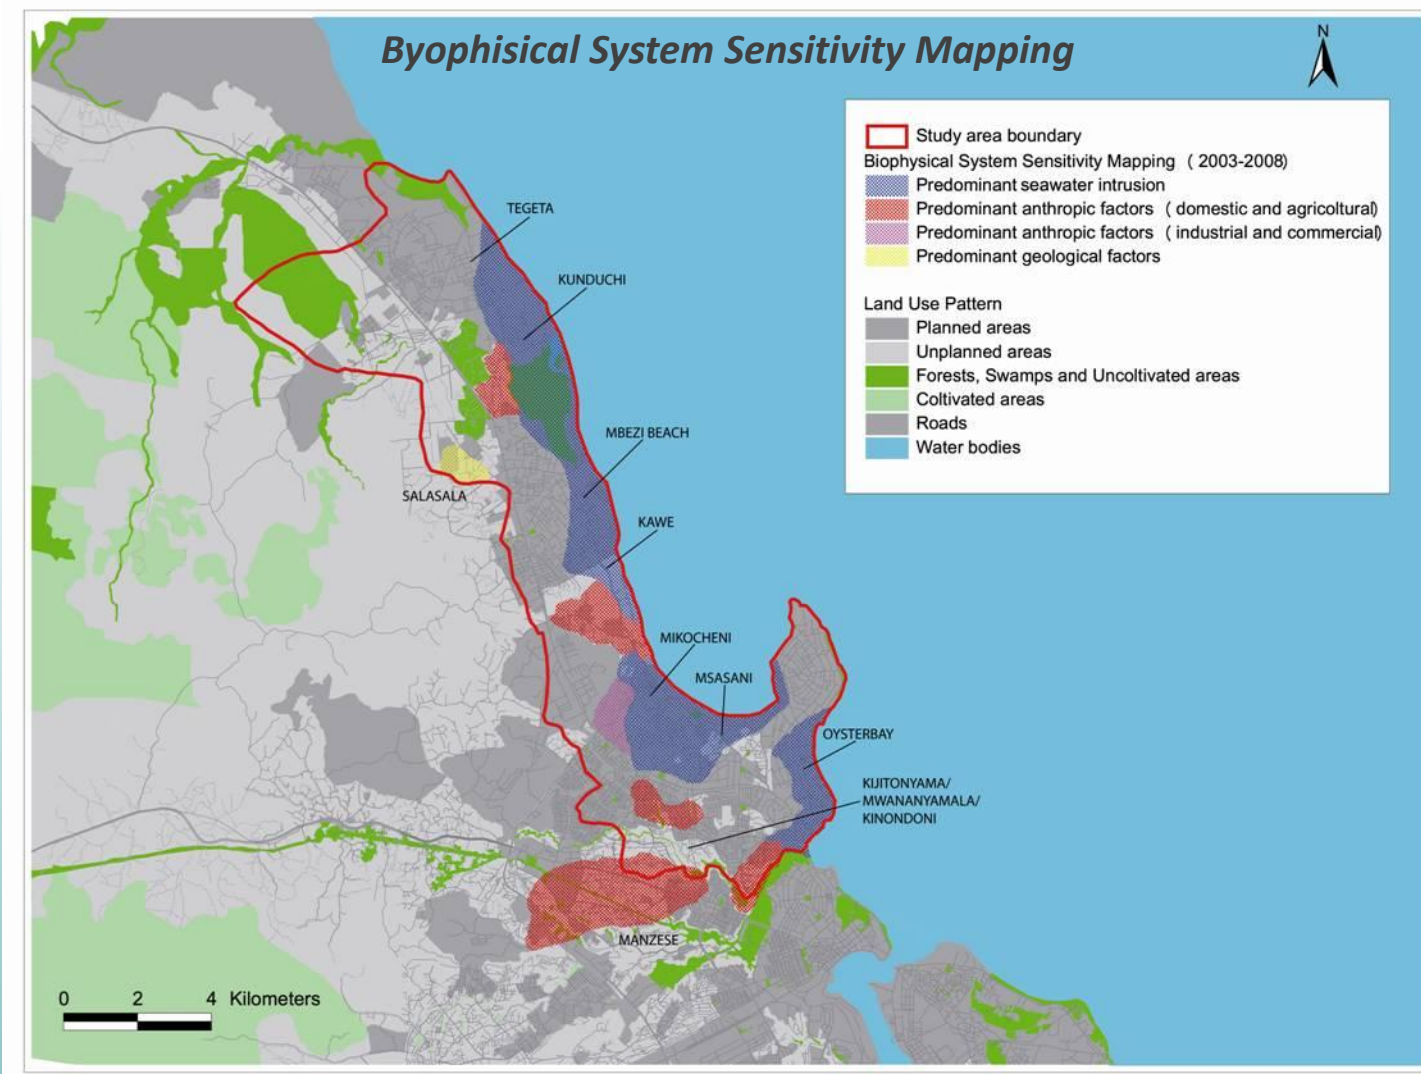 Byophisical System Sensitivity Mapping
N
Study area boundary
Biophysical System Sensitivity Mapping ( 2003-2008)
Predominant seawater intrusion
Predominant anthropic factors ( domestic and agricoltural)
Predominant anthropic factors ( industrial and commercial)
Predominant geological factors
Land Use Pattern
Planned areas
Unplanned areas
Forests, Swamps and Uncoltivated areas
Coltivated areas
Roads
Water bodies
TEGETA
KUNDUCHI
MBEZI BEACH
SALASALA
KAWE
MIKOCHENI
MSASANI
OYSTERBAY
KIJITONYAMA/
MWANANYAMALA/
KINONDONI
MANZESE
0 2 4 Kilometers